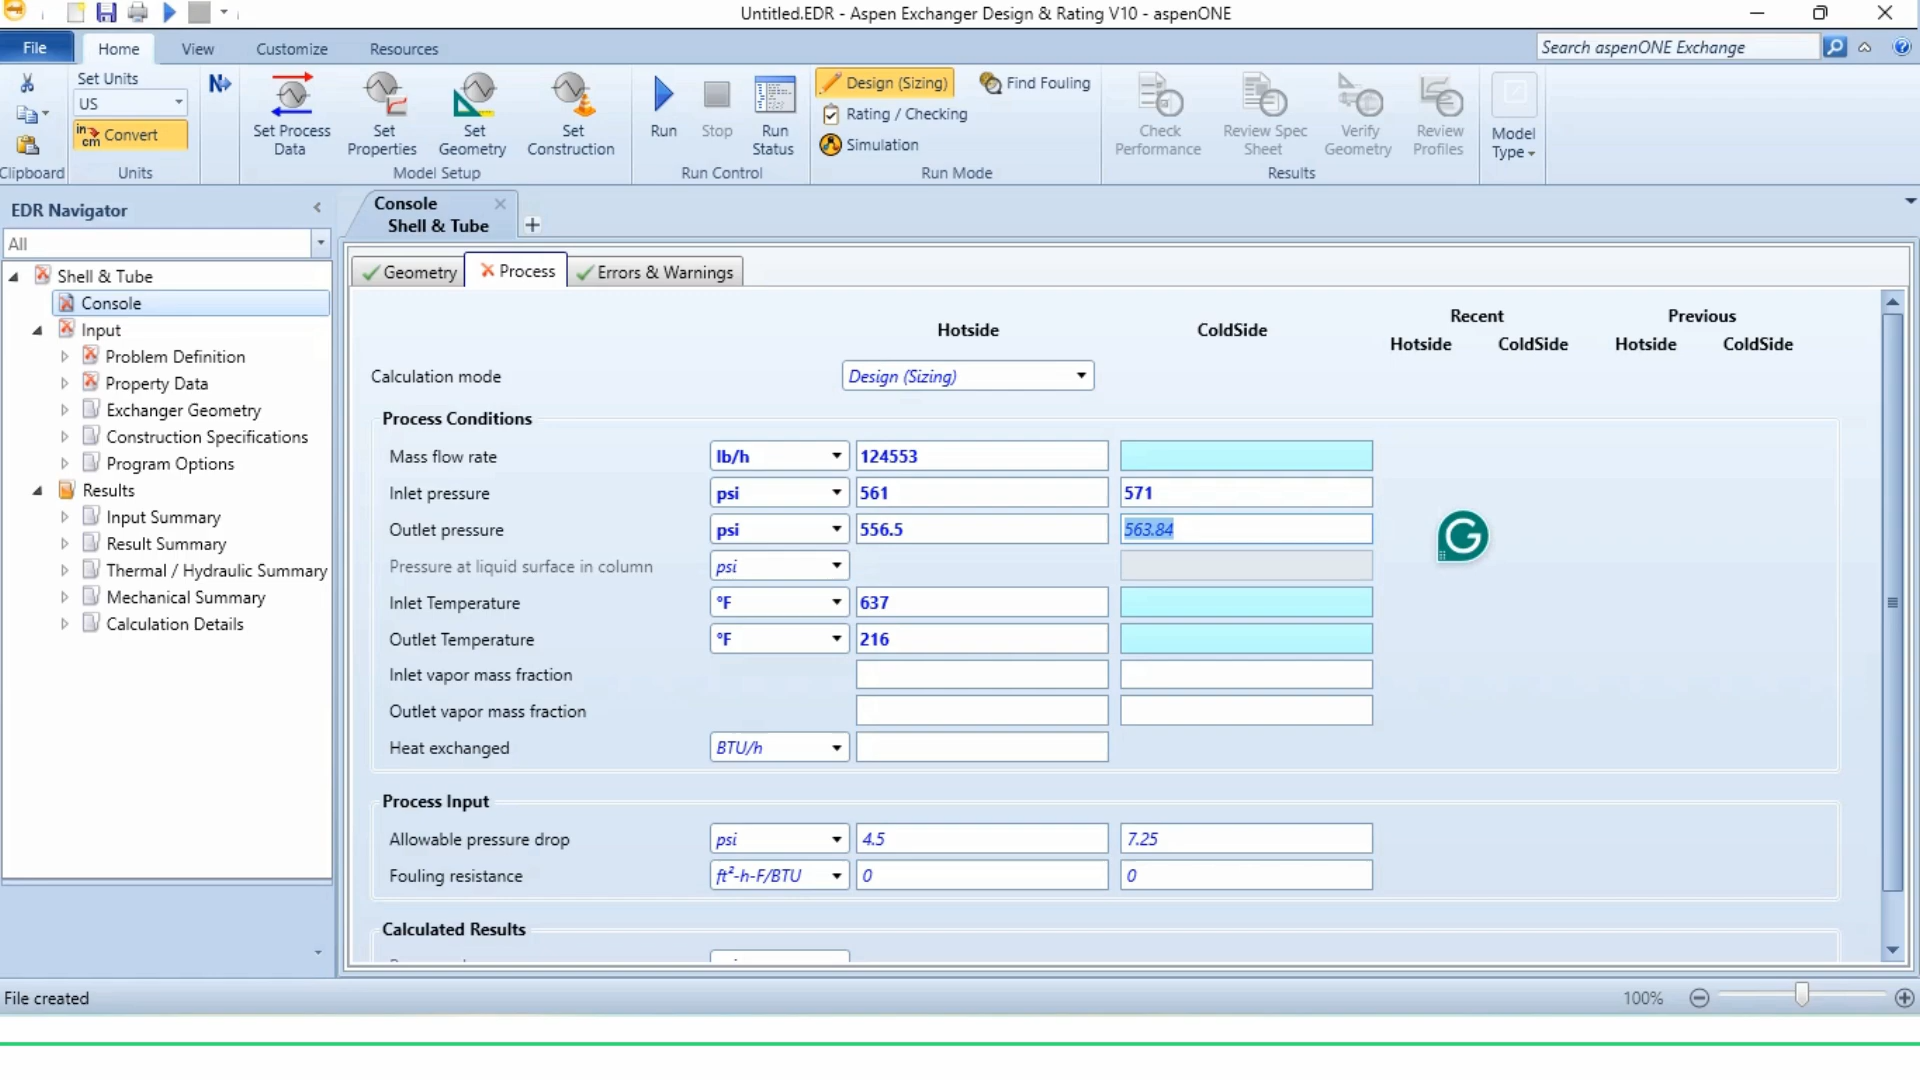 Untitled.EDR - Aspen Exchanger Design & Rating V10 - aspenONE
File Home View Customize Resources
Search aspenONE Exchange
Set Units
US
in cm Convert
Units
Clipboard
Set Process Data
Set Properties
Set Geometry
Set Construction
Model Setup
Run
Stop
Run Status
Run Control
Design (Sizing)
Rating / Checking
Simulation
Find Fouling
Run Mode
Check Performance
Review Spec Sheet
Verify Geometry
Review Profiles
Results
Model Type
EDR Navigator
All
Shell & Tube
Console
Input
Problem Definition
Property Data
Exchanger Geometry
Construction Specifications
Program Options
Results
Input Summary
Result Summary
Thermal / Hydraulic Summary
Mechanical Summary
Calculation Details
Console
Shell & Tube
Geometry Process Errors & Warnings
Recent Previous
Hotside ColdSide
Hotside ColdSide Hotside ColdSide
Calculation mode Design (Sizing)
Process Conditions
Mass flow rate lb/h 124553
Inlet pressure psi 561 571
Outlet pressure psi 556.5 563.84
Pressure at liquid surface in column psi
Inlet Temperature °F 637
Outlet Temperature °F 216
Inlet vapor mass fraction
Outlet vapor mass fraction
Heat exchanged BTU/h
Process Input
Allowable pressure drop psi 4.5 7.25
Fouling resistance ft²-h-F/BTU 0 0
Calculated Results
File created
100%